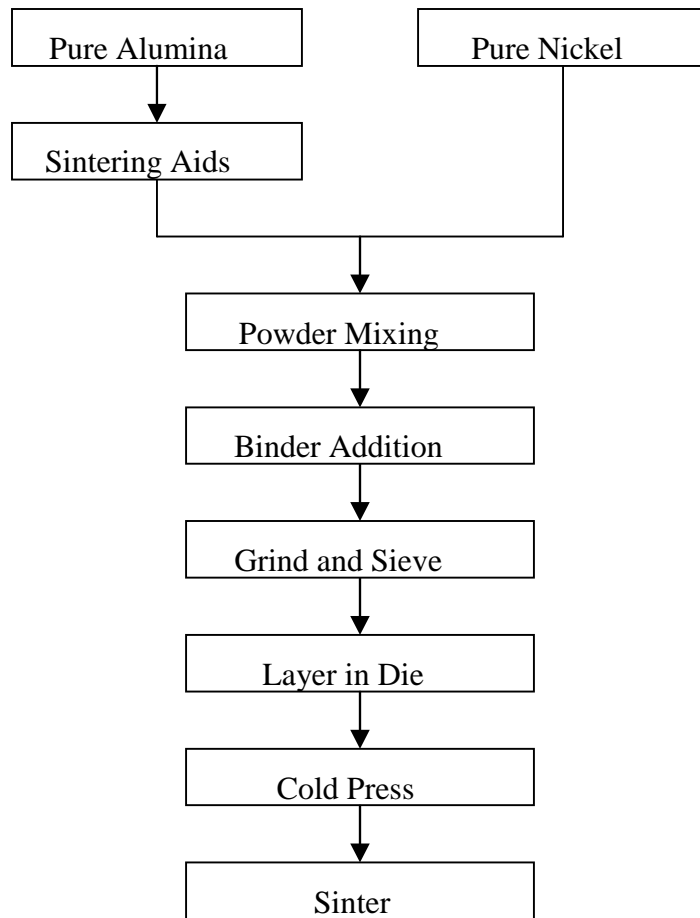 Pure Alumina
Pure Nickel
Sintering Aids
Powder Mixing
Binder Addition
Grind and Sieve
Layer in Die
Cold Press
Sinter